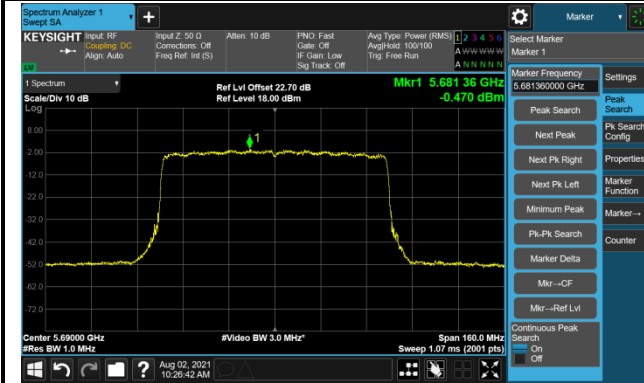 Spectrum Analyzer 1
Swept SA
+
Marker
KEYSIGHT
Input: RF
Coupling: DC
Align: Auto
Input Z: 50 Ω
Corrections: Off
Freq Ref: Int (S)
Atten: 10 dB
PNO: Fast
Gate: Off
IF Gain: Low
Sig Track: Off
Avg Type: Power (RMS)
Avg|Hold: 100/100
Trig: Free Run
1 2 3 4 5 6
A W W W W W
A N N N N N
Select Marker
Marker 1
1 Spectrum
Scale/Div 10 dB
Log
Ref Lvl Offset 22.70 dB
Ref Level 18.00 dBm
Mkr1 5.681 36 GHz
-0.470 dBm
8.00
-2.00
-12.0
-22.0
-32.0
-42.0
-52.0
-62.0
-72.0
1
Center 5.69000 GHz
#Res BW 1.0 MHz
#Video BW 3.0 MHz*
Span 160.0 MHz
Sweep 1.07 ms (2001 pts)
Marker Frequency
5.681360000 GHz
Peak Search
Next Peak
Next Pk Right
Next Pk Left
Minimum Peak
Pk-Pk Search
Marker Delta
Mkr→CF
Mkr→Ref Lvl
Continuous Peak
Search
On
Off
Settings
Peak
Search
Pk Search
Config
Properties
Marker
Function
Marker→
Counter
?
Aug 02, 2021
10:26:42 AM